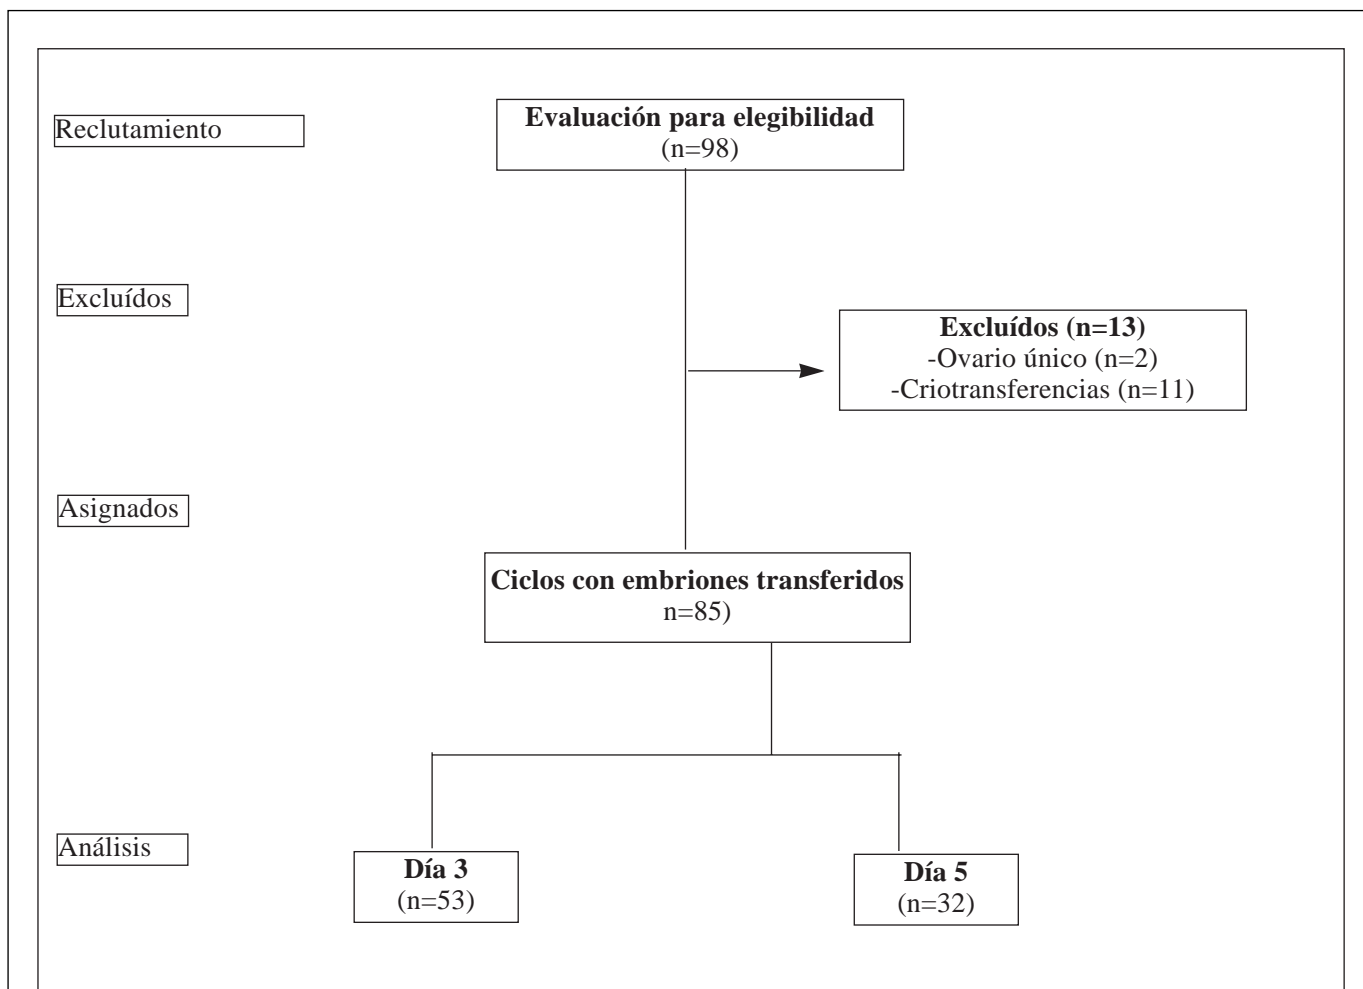 Reclutamiento
Evaluación para elegibilidad
(n=98)
Excluídos
Excluídos (n=13)
-Ovario único (n=2)
-Criotransferencias (n=11)
Asignados
Ciclos con embriones transferidos
n=85)
Análisis
Día 3
(n=53)
Día 5
(n=32)